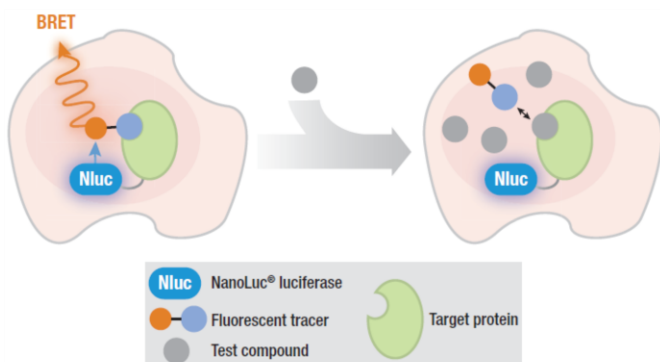 BRET
Nluc
Nluc
Nluc NanoLuc® luciferase
Fluorescent tracer
Target protein
Test compound